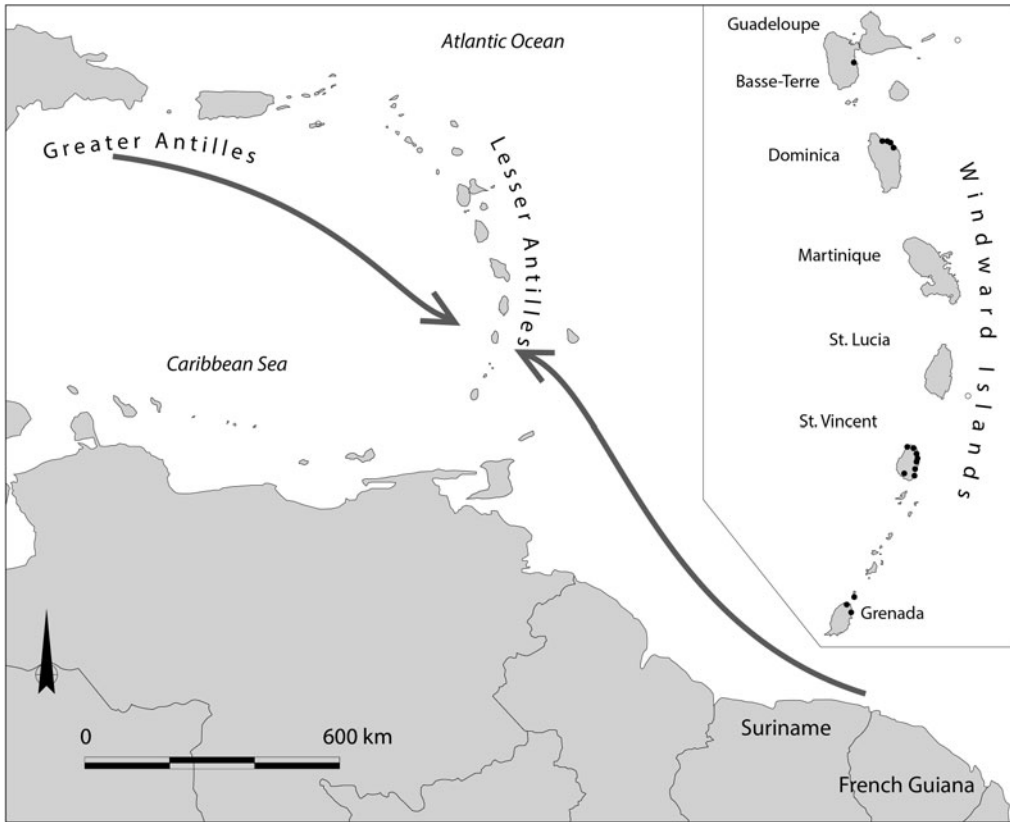 Atlantic Ocean
Greater Antilles
Lesser Antilles
Caribbean Sea
Guadeloupe
Basse-Terre
Dominica
Martinique
St. Lucia
St. Vincent
Grenada
Windward Islands
0 600 km
Suriname
French Guiana